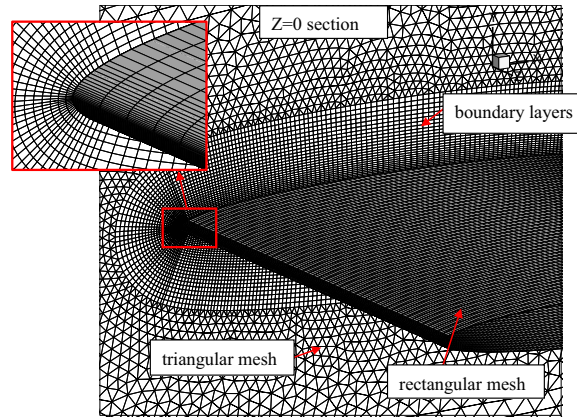 Z=0 section
boundary layers
triangular mesh
rectangular mesh